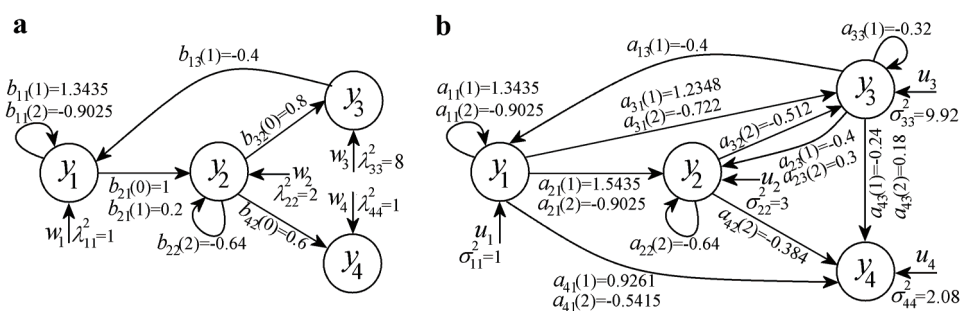 a
b₁₃(1)=-0.4
b₁₁(1)=1.3435
b₁₁(2)=-0.9025
y₃
b₃₂(0)=0.8
w₃ λ²₃₃=8
y₁
y₂
w₂
λ²₂₂=2
b₂₁(0)=1
b₂₁(1)=0.2
w₄ λ²₄₄=1
w₁ λ²₁₁=1
b₂₂(2)=-0.64
b₄₂(0)=0.6
y₄
b
a₃₃(1)=-0.32
a₁₃(1)=-0.4
a₁₁(1)=1.3435
a₁₁(2)=-0.9025
a₃₁(1)=1.2348
a₃₁(2)=-0.722
y₃
u₃
σ²₃₃=9.92
a₃₂(2)=-0.512
a₂₃(1)=-0.4
a₂₃(2)=0.3
y₁
y₂
u₂
σ²₂₂=3
a₂₁(1)=1.5435
a₂₁(2)=-0.9025
a₄₃(1)=-0.24
a₄₃(2)=0.18
u₁
σ²₁₁=1
a₂₂(2)=-0.64
a₄₂(2)=-0.384
y₄
u₄
σ²₄₄=2.08
a₄₁(1)=0.9261
a₄₁(2)=-0.5415